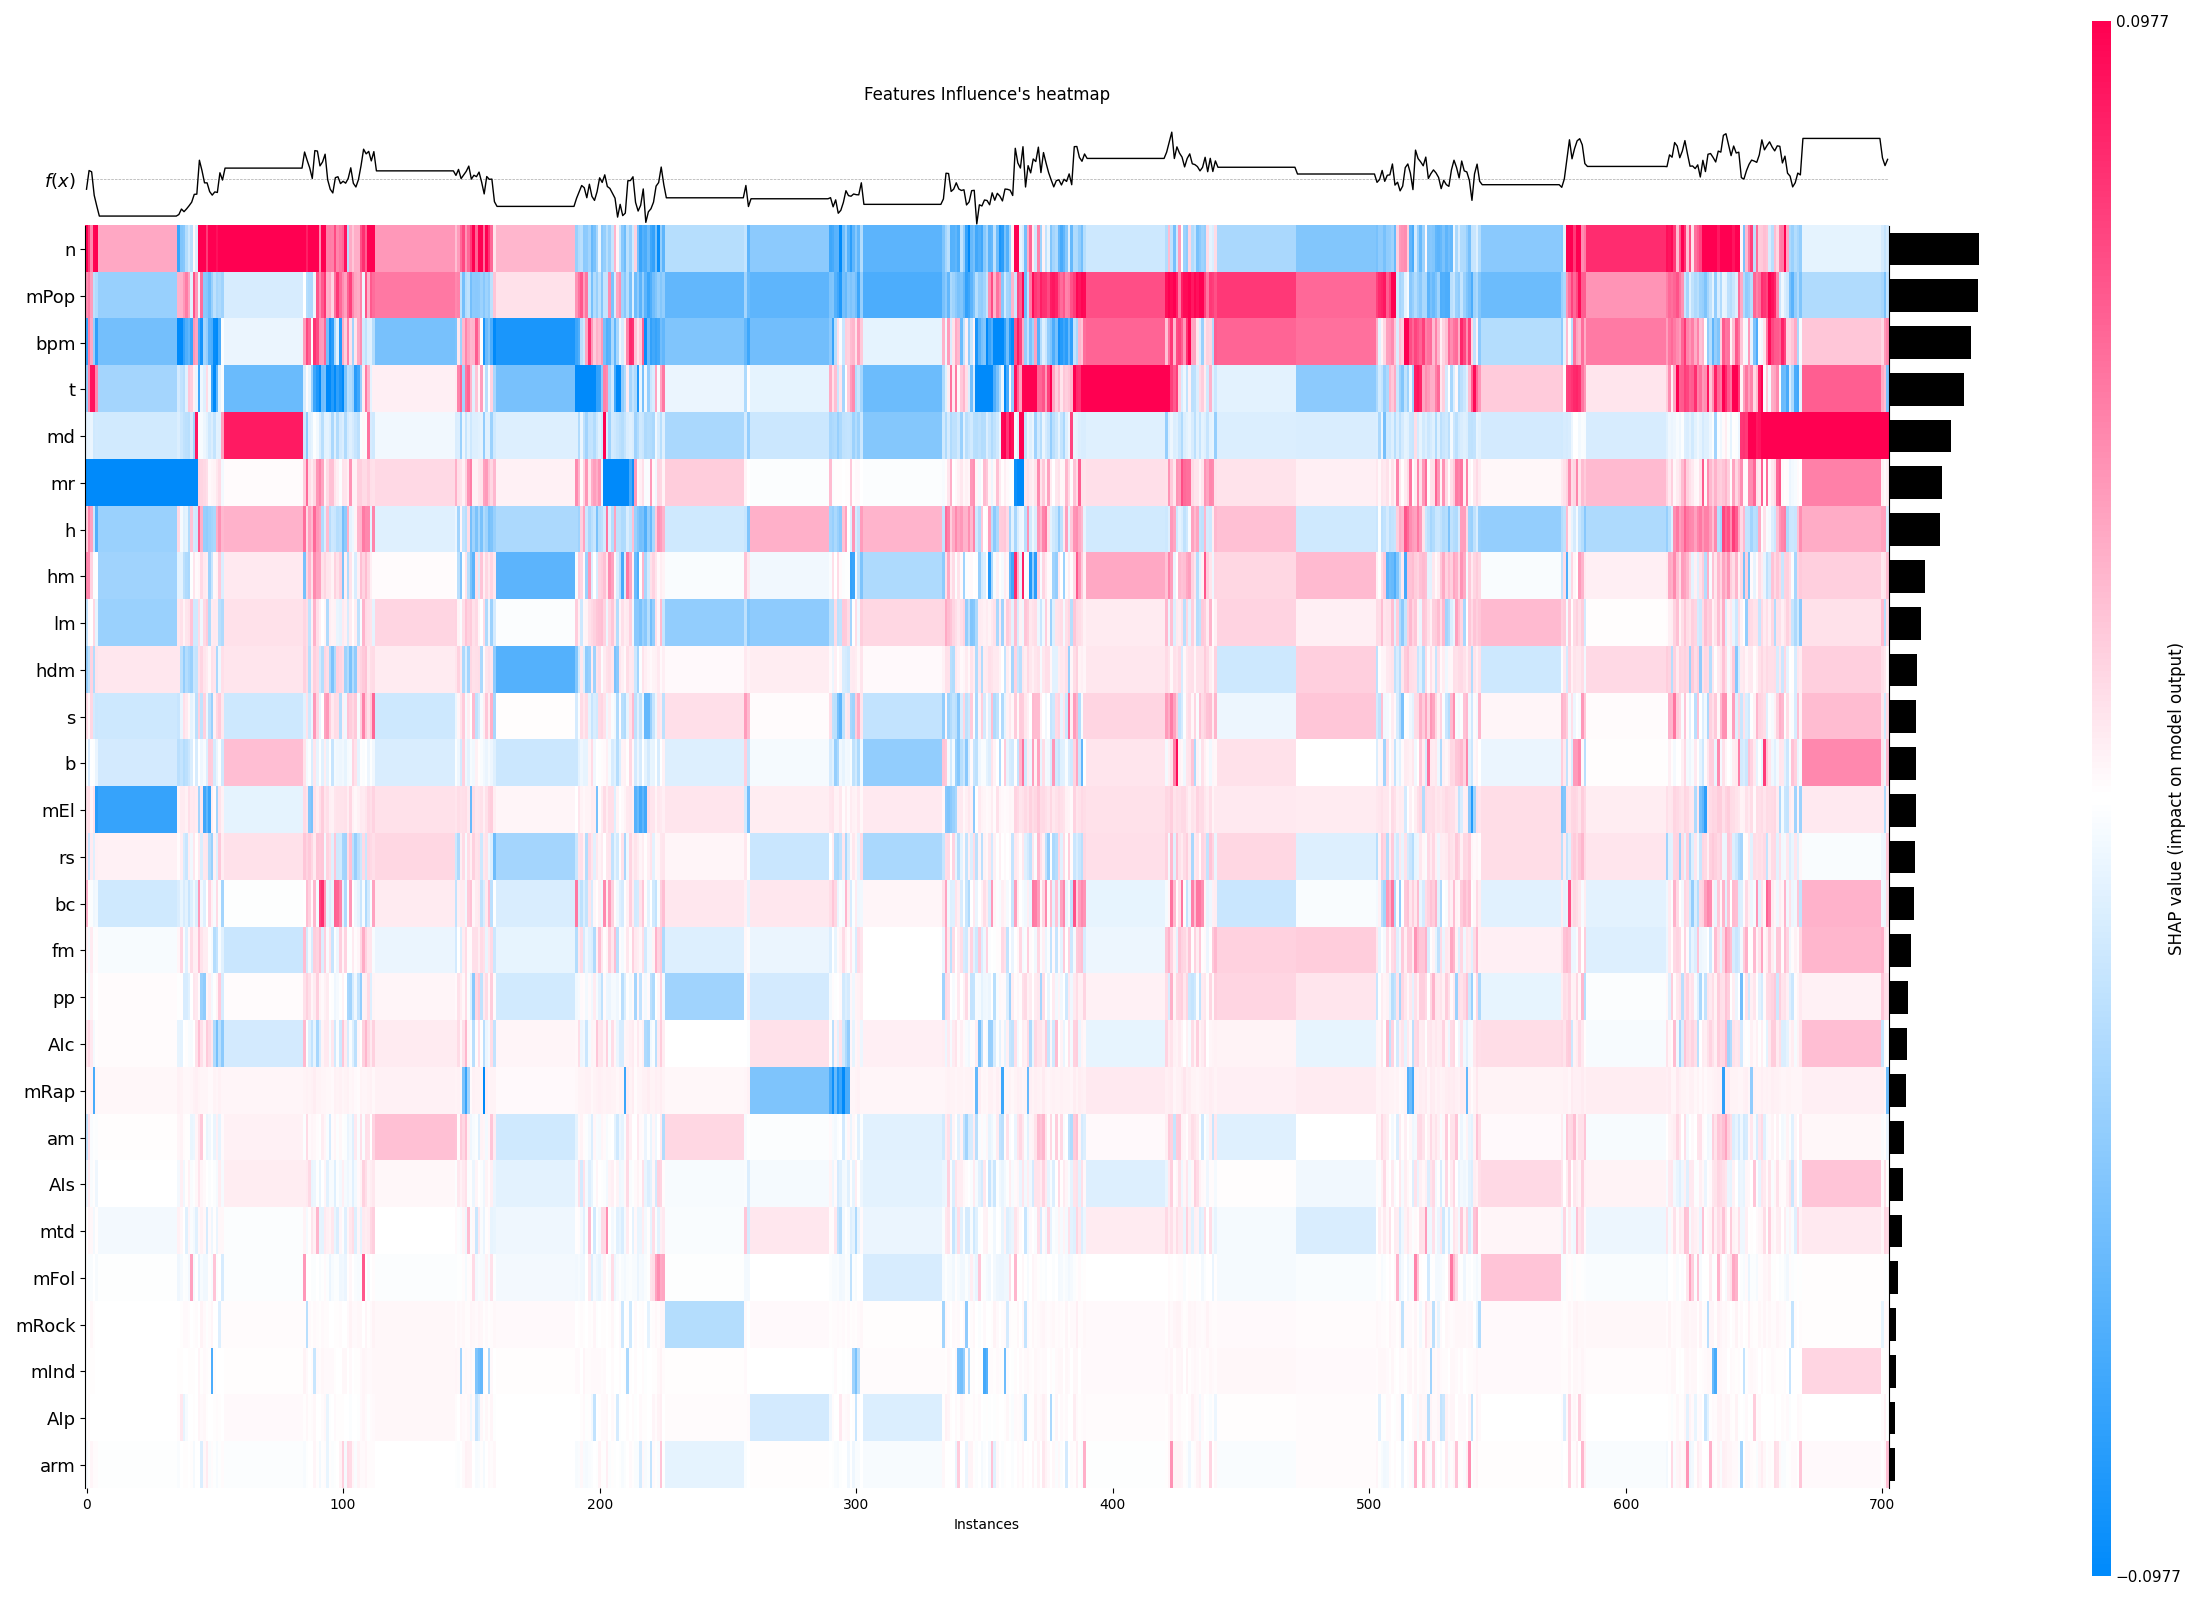 0.0977
Features Influence's heatmap
f(x)
n
mPop
bpm
t
md
mr
h
hm
lm
hdm
s
b
mEl
rs
bc
fm
pp
Alc
mRap
am
Als
mtd
mFol
mRock
mInd
Alp
arm
0 100 200 300 400 500 600 700
Instances
SHAP value (impact on model output)
−0.0977